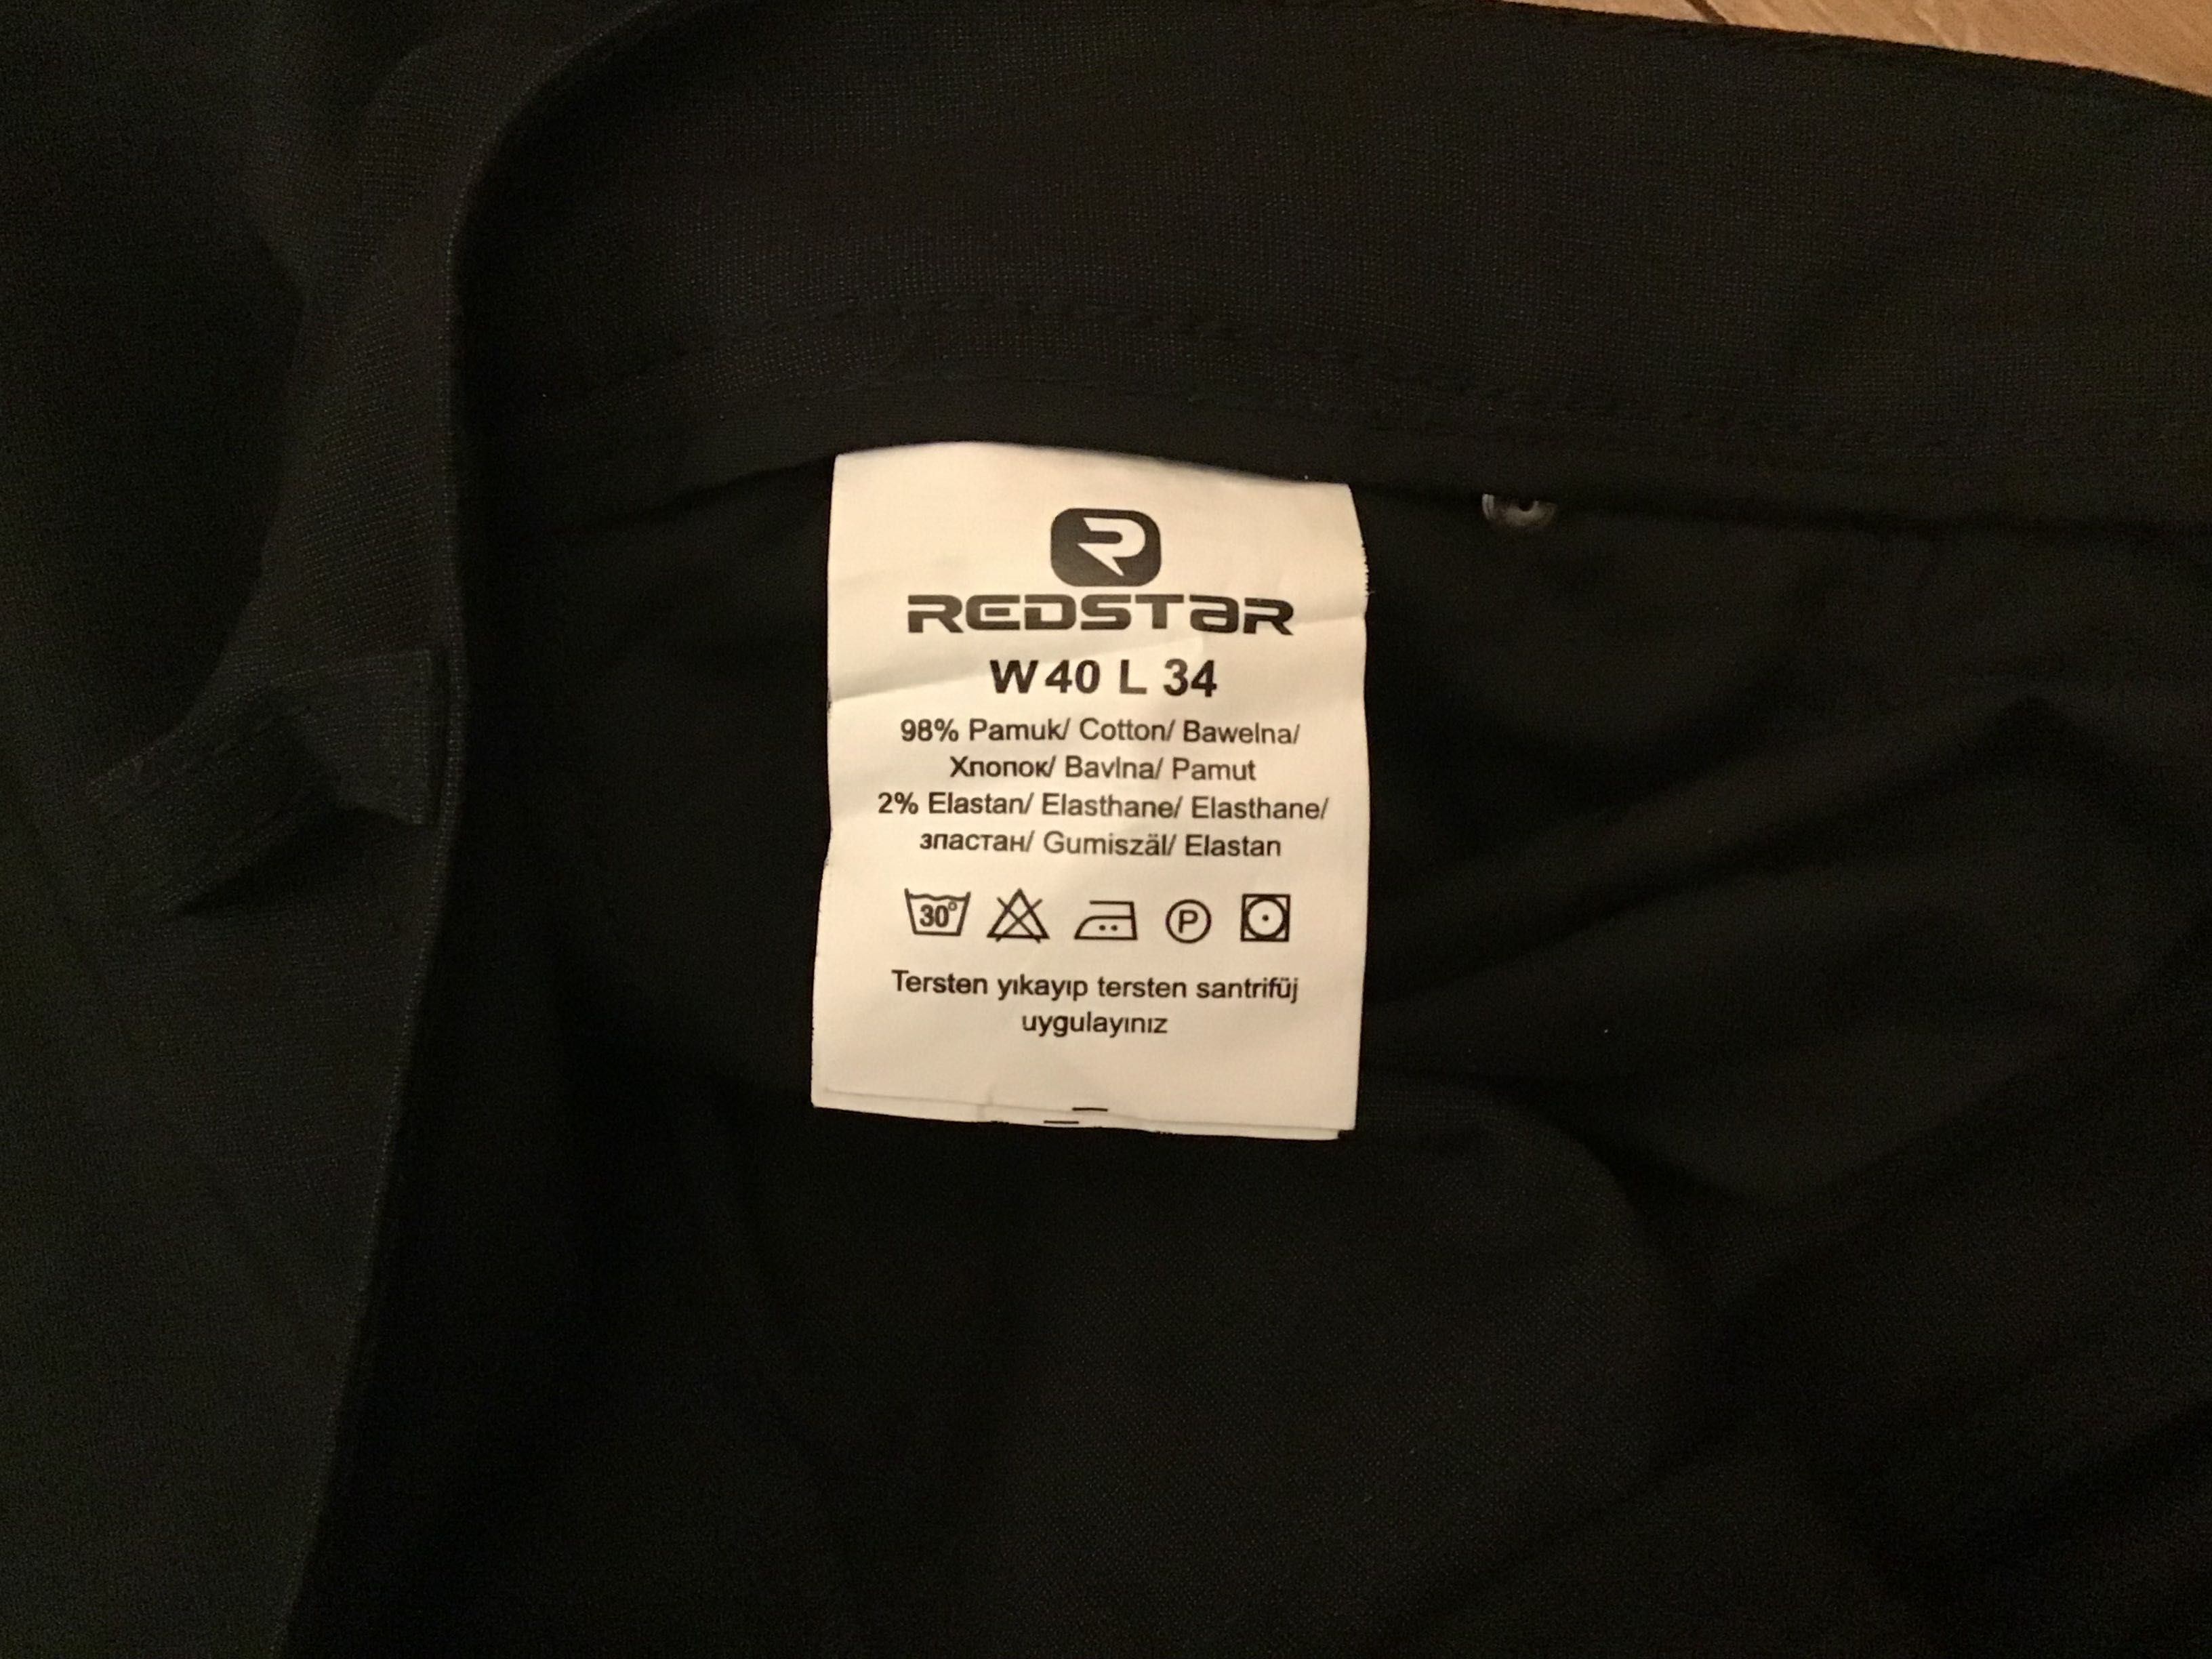 R
REDSTAR
W40 L 34
98% Pamuk/ Cotton/ Bawelna/
Хлопок/ Bavlna/ Pamut
2% Elastan/ Elasthane/ Elasthane/
эластан/ Gumiszäl/ Elastan
30° P
Tersten yıkayıp tersten santrifüj
uygulayınız